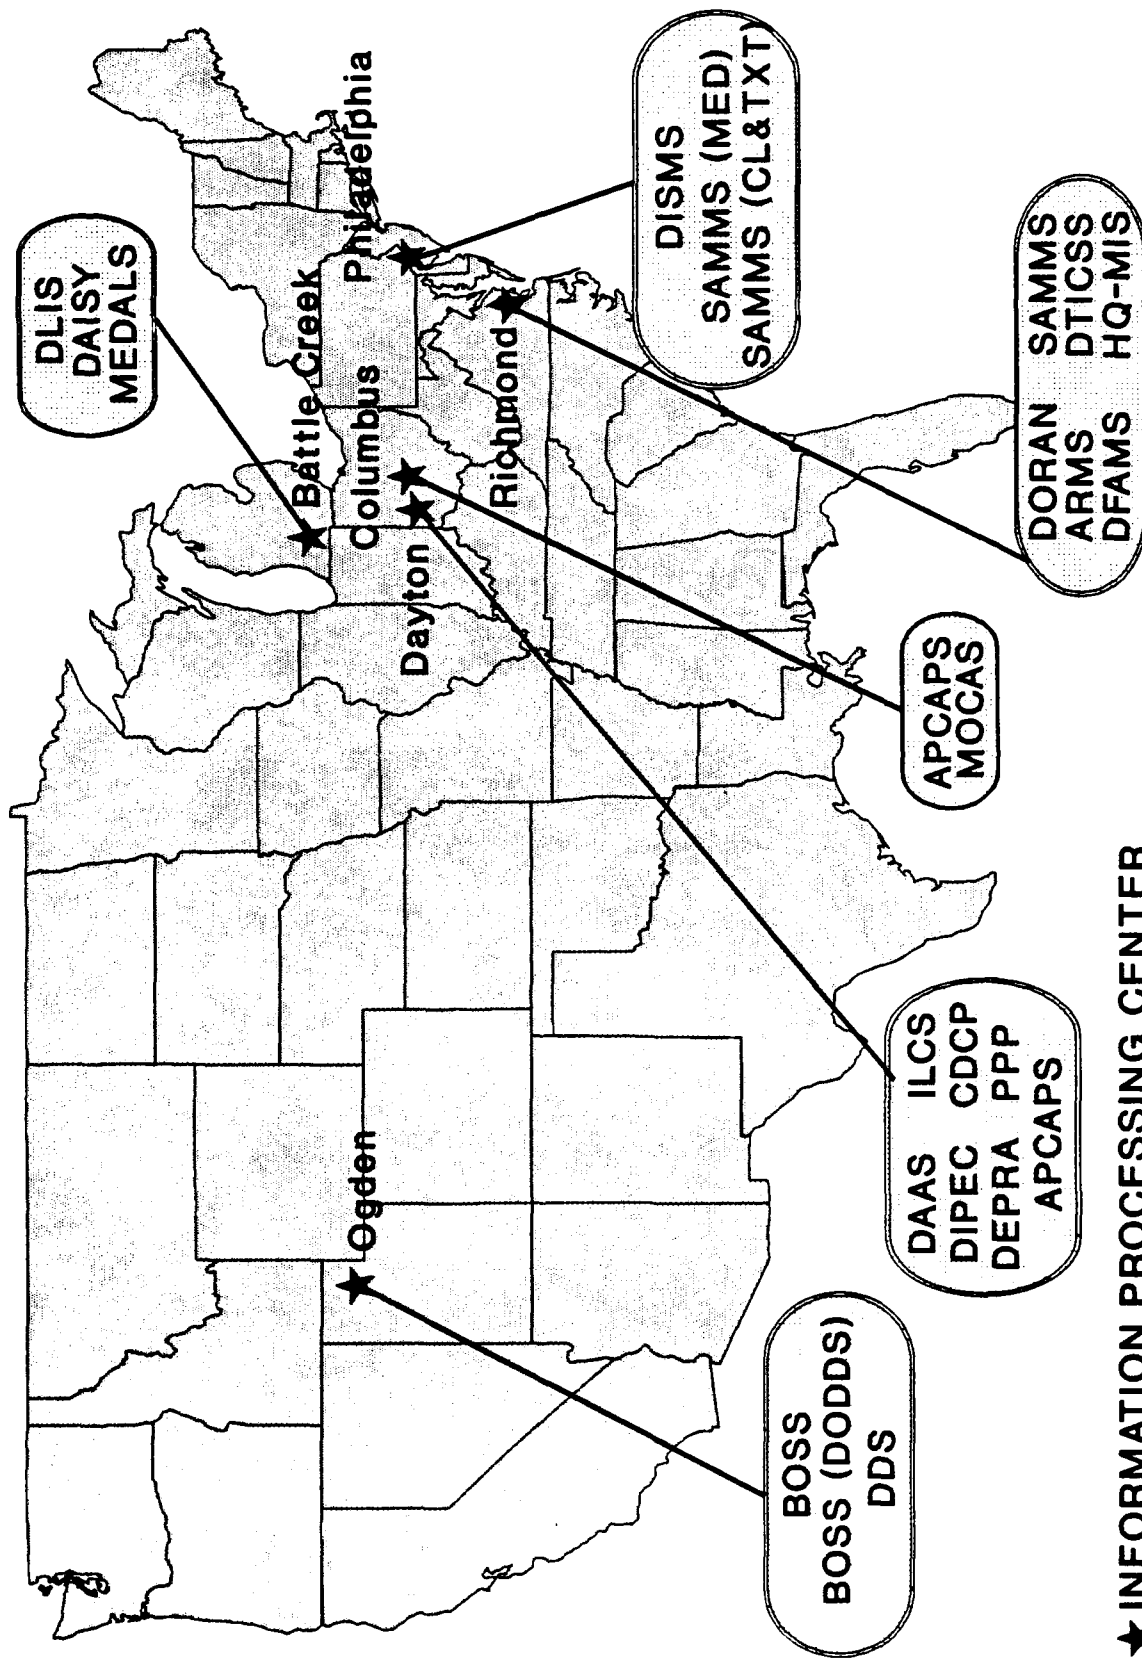 DLIS
DAISY
MEDALS
Battle Creek
Columbus
Philadelphia
Dayton
Richmond
Ogden
DISMS
SAMMS (MED)
SAMMS (CL&TXT)
BOSS
BOSS (DODDS)
DDS
DAAS ILCS
DIPEC CDCP
DEPRA PPP
APCAPS
APCAPS
MOCAS
DORAN SAMMS
ARMS DTICSS
DFAMS HQ-MIS
★ INFORMATION PROCESSING CENTER